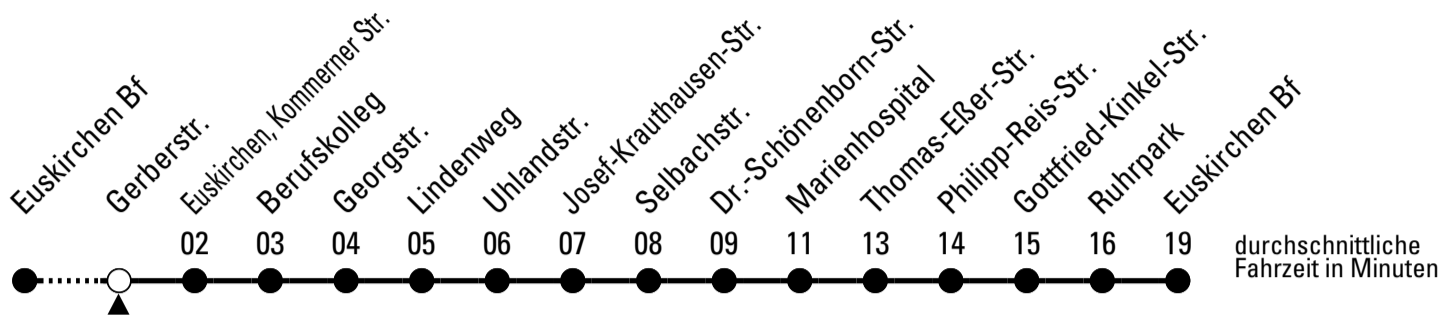 Euskirchen Bf
Gerberstr.
Euskirchen, Kommerner Str.
Berufskolleg
Georgstr.
Lindenweg
Uhlandstr.
Josef-Krauthausen-Str.
Selbachstr.
Dr.-Schönenborn-Str.
Marienhospital
Thomas-Eßer-Str.
Philipp-Reis-Str.
Gottfried-Kinkel-Str.
Ruhrpark
Euskirchen Bf
02 03 04 05 06 07 08 09 11 13 14 15 16 19
durchschnittliche
Fahrzeit in Minuten